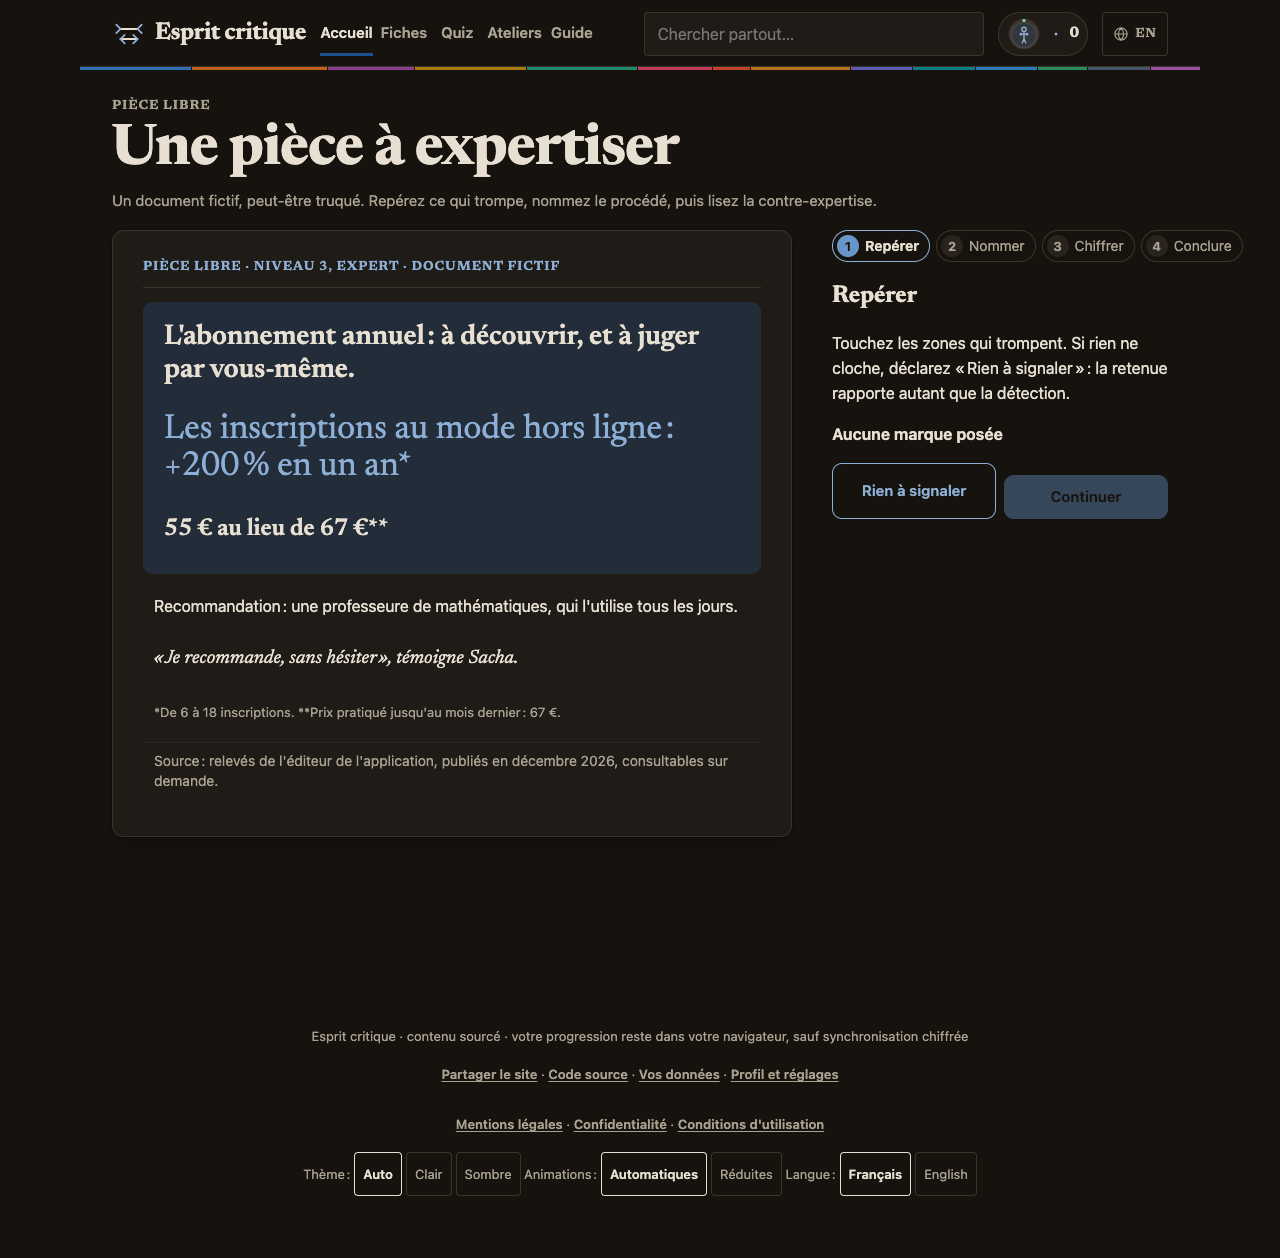 Esprit critique
Accueil Fiches Quiz Ateliers Guide
Chercher partout...
· 0
EN
PIÈCE LIBRE
Une pièce à expertiser
Un document fictif, peut-être truqué. Repérez ce qui trompe, nommez le procédé, puis lisez la contre-expertise.
PIÈCE LIBRE · NIVEAU 3, EXPERT · DOCUMENT FICTIF
L'abonnement annuel : à découvrir, et à juger
par vous-même.
Les inscriptions au mode hors ligne :
+200 % en un an*
55 € au lieu de 67 €**
Recommandation : une professeure de mathématiques, qui l'utilise tous les jours.
« Je recommande, sans hésiter », témoigne Sacha.
*De 6 à 18 inscriptions. **Prix pratiqué jusqu'au mois dernier : 67 €.
Source : relevés de l'éditeur de l'application, publiés en décembre 2026, consultables sur
demande.
1 Repérer 2 Nommer 3 Chiffrer 4 Conclure
Repérer
Touchez les zones qui trompent. Si rien ne
cloche, déclarez « Rien à signaler » : la retenue
rapporte autant que la détection.
Aucune marque posée
Rien à signaler
Continuer
Esprit critique · contenu sourcé · votre progression reste dans votre navigateur, sauf synchronisation chiffrée
Partager le site · Code source · Vos données · Profil et réglages
Mentions légales · Confidentialité · Conditions d'utilisation
Thème : Auto Clair Sombre Animations : Automatiques Réduites Langue : Français English